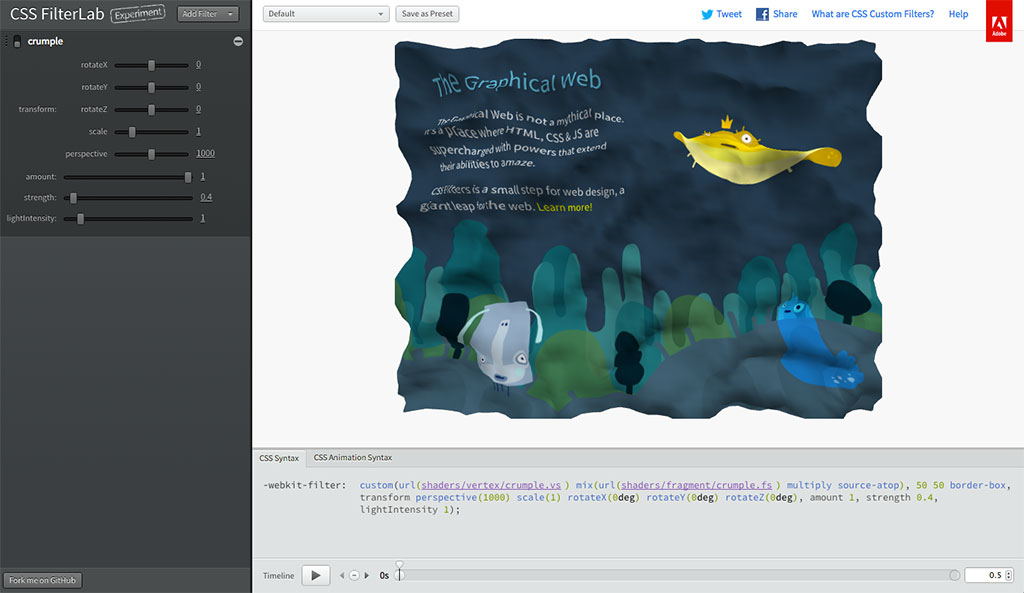 CSS FilterLab Experiment Add Filter
Default
Save as Preset
Tweet
Share
What are CSS Custom Filters?
Help
Adobe
crumple
rotateX 0
rotateY 0
transform: rotateZ 0
scale 1
perspective 1000
amount: 1
strength: 0.4
lightIntensity: 1
The Graphical Web
The Graphical Web is not a mythical place.
It's a place where HTML, CSS & JS are
supercharged with powers that extend
their abilities to amaze.
CSS Filters is a small step for web design, a
giant leap for the web. Learn more!
CSS Syntax
CSS Animation Syntax
-webkit-filter: custom(url(shaders/vertex/crumple.vs ) mix(url(shaders/fragment/crumple.fs ) multiply source-atop), 50 50 border-box,
transform perspective(1000) scale(1) rotateX(0deg) rotateY(0deg) rotateZ(0deg), amount 1, strength 0.4,
lightIntensity 1);
Fork me on GitHub
Timeline
0s
0.5